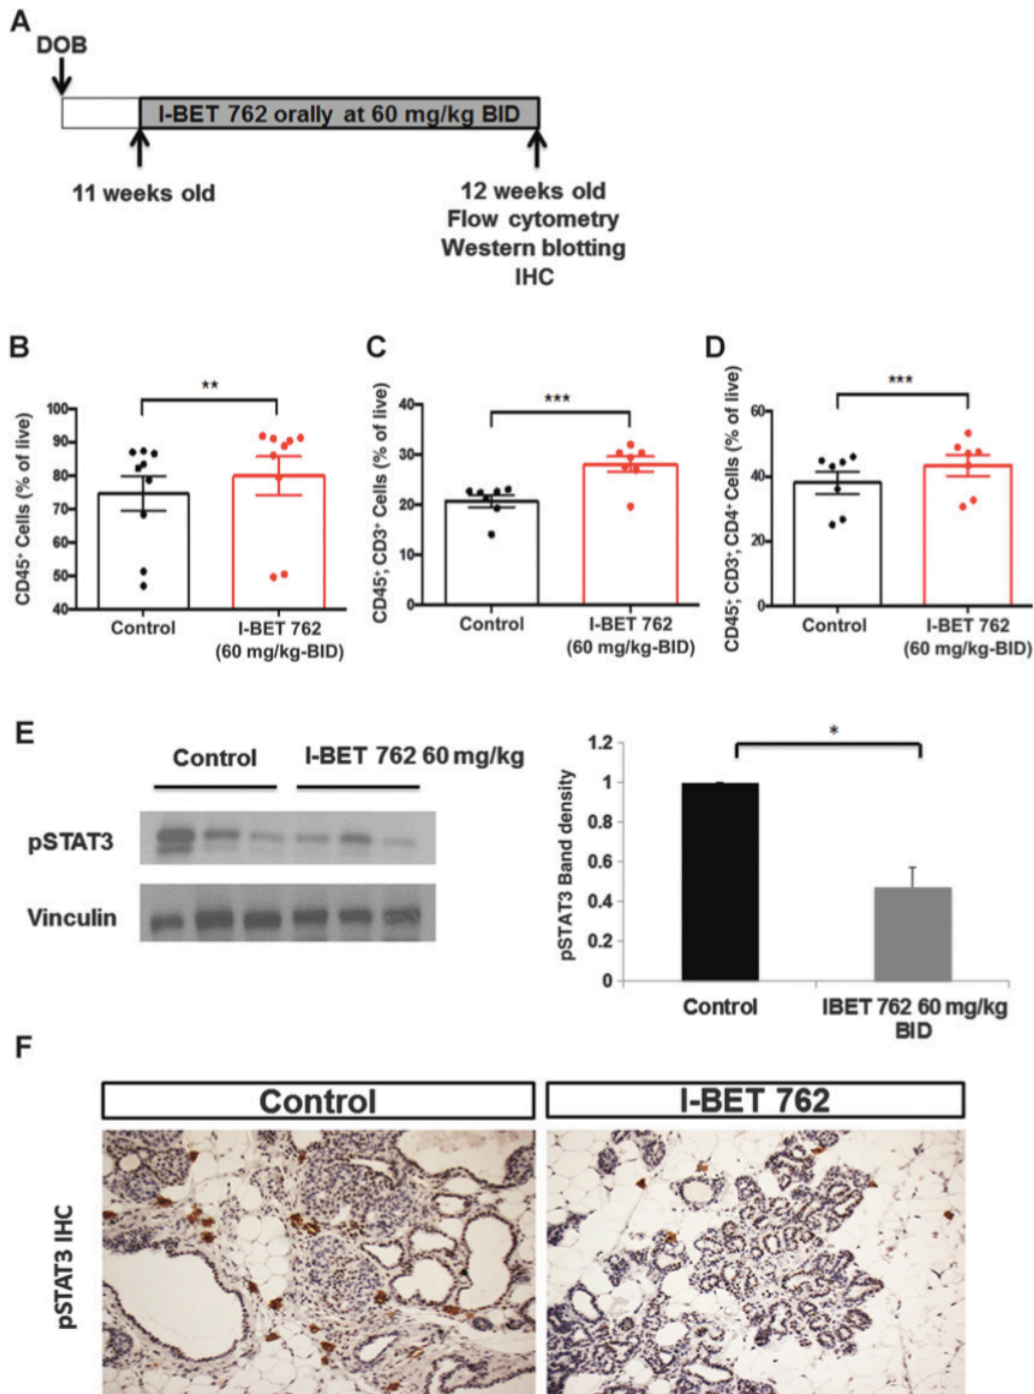 A
DOB
I-BET 762 orally at 60 mg/kg BID
11 weeks old
12 weeks old
Flow cytometry
Western blotting
IHC
B
**
CD45⁺ Cells (% of live)
100
90
80
70
60
50
40
Control
I-BET 762
(60 mg/kg-BID)
C
***
CD45⁺, CD3⁺ Cells (% of live)
40
30
20
10
0
Control
I-BET 762
(60 mg/kg-BID)
D
***
CD45⁺, CD3⁺, CD4⁺ Cells (% of live)
60
40
20
0
Control
I-BET 762
(60 mg/kg-BID)
E
Control
I-BET 762 60 mg/kg
pSTAT3
Vinculin
*
pSTAT3 Band density
1.2
1
0.8
0.6
0.4
0.2
0
Control
IBET 762 60 mg/kg
BID
F
Control
I-BET 762
pSTAT3 IHC